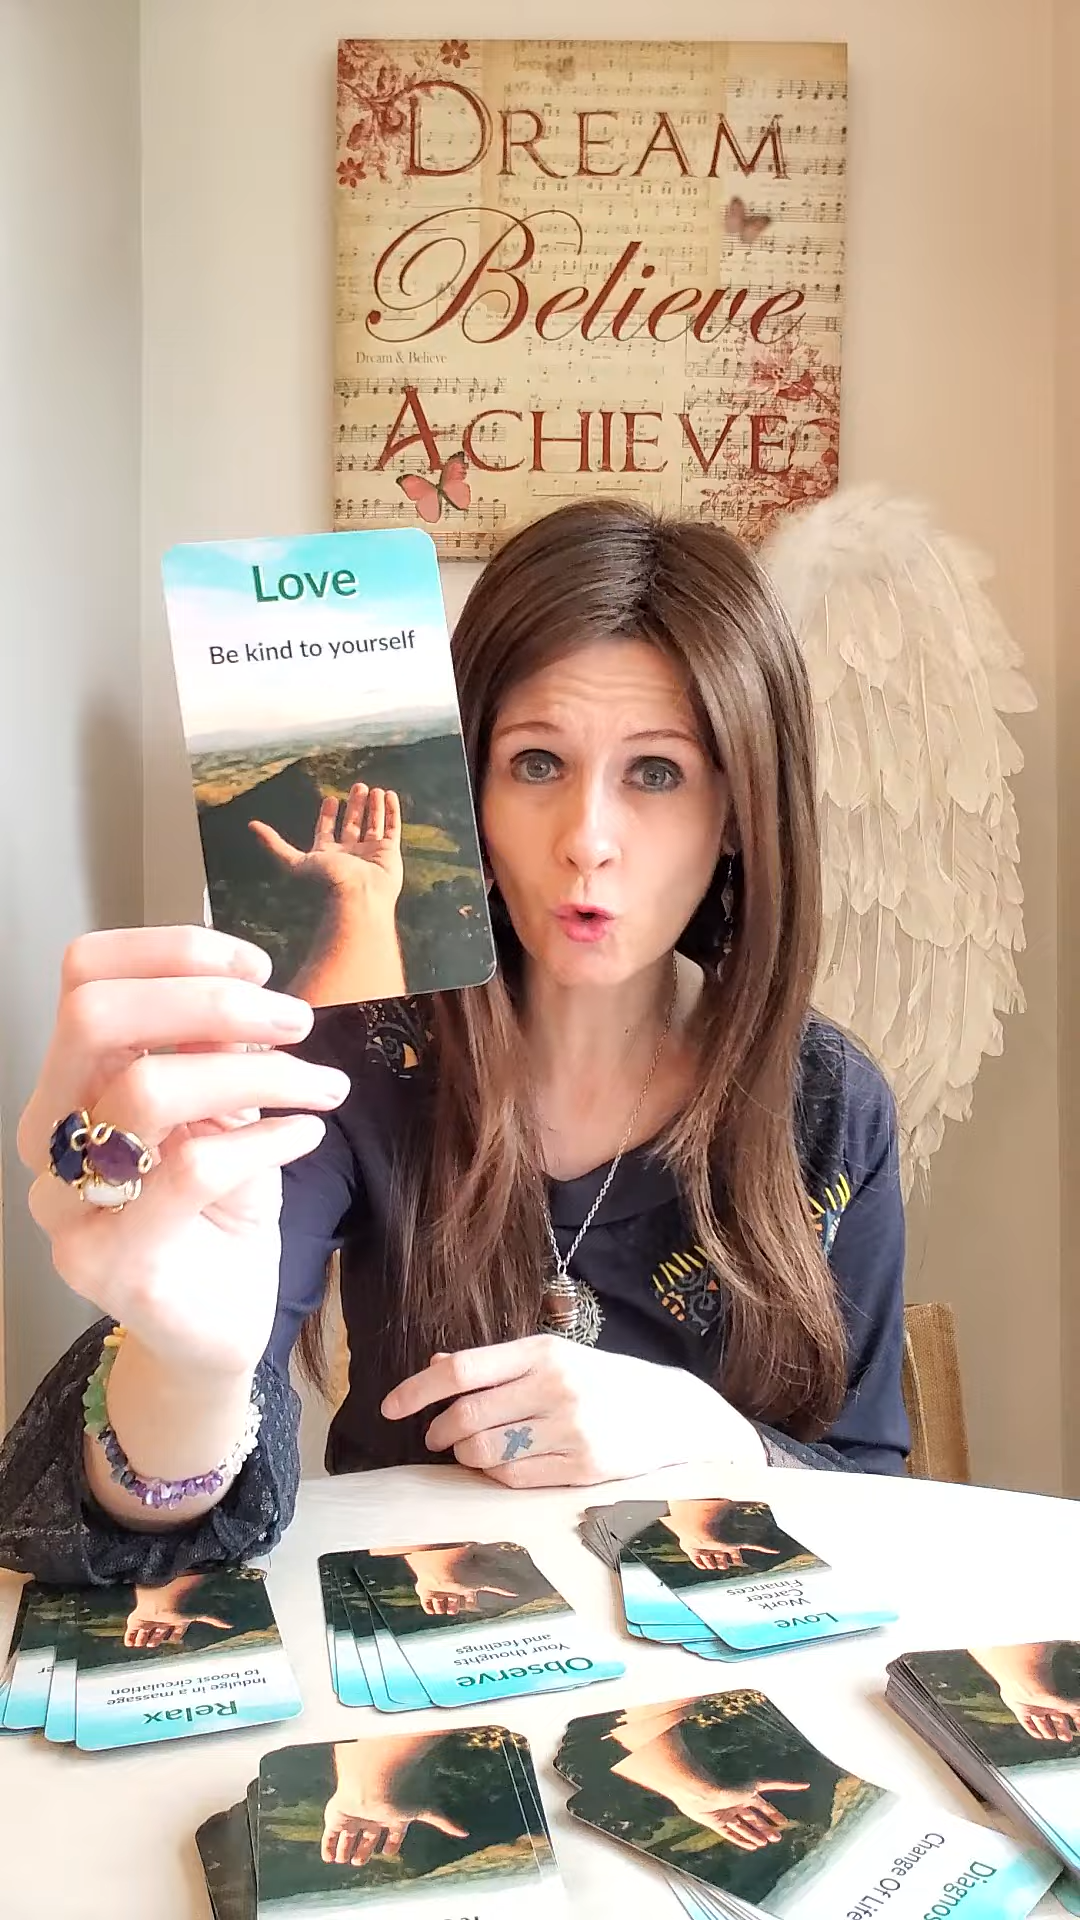 DREAM
Believe
Dream & Believe
ACHIEVE
Love
Be kind to yourself
Relax
Indulge in a massage
to boost circulation
Observe
Your thoughts
and feelings
Love
Work
Career
Finances
Change Of Life